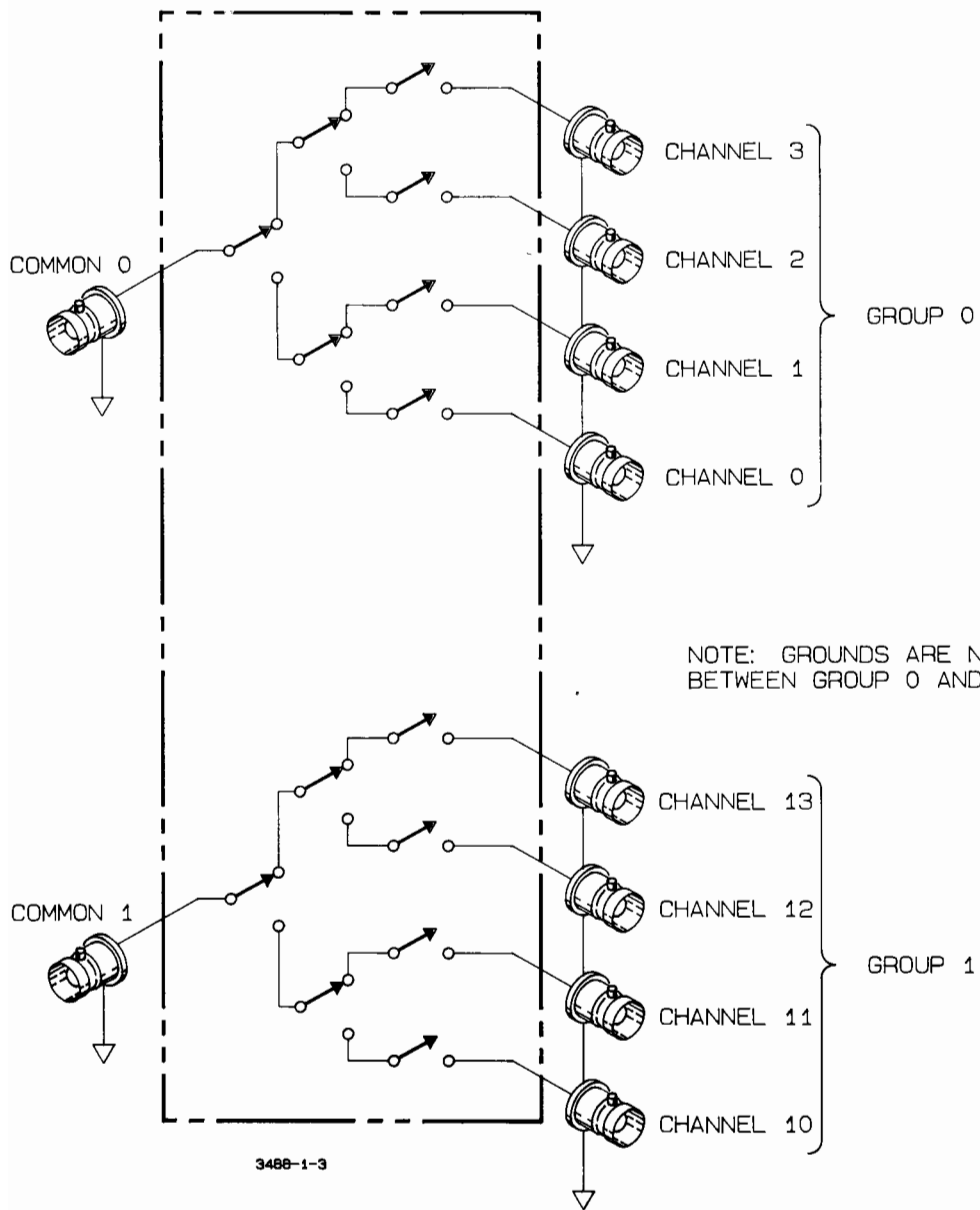 COMMON 0
CHANNEL 3
CHANNEL 2
CHANNEL 1
CHANNEL 0
GROUP 0
NOTE: GROUNDS ARE
BETWEEN GROUP 0 AND
COMMON 1
CHANNEL 13
CHANNEL 12
CHANNEL 11
CHANNEL 10
GROUP 1
3488-1-3